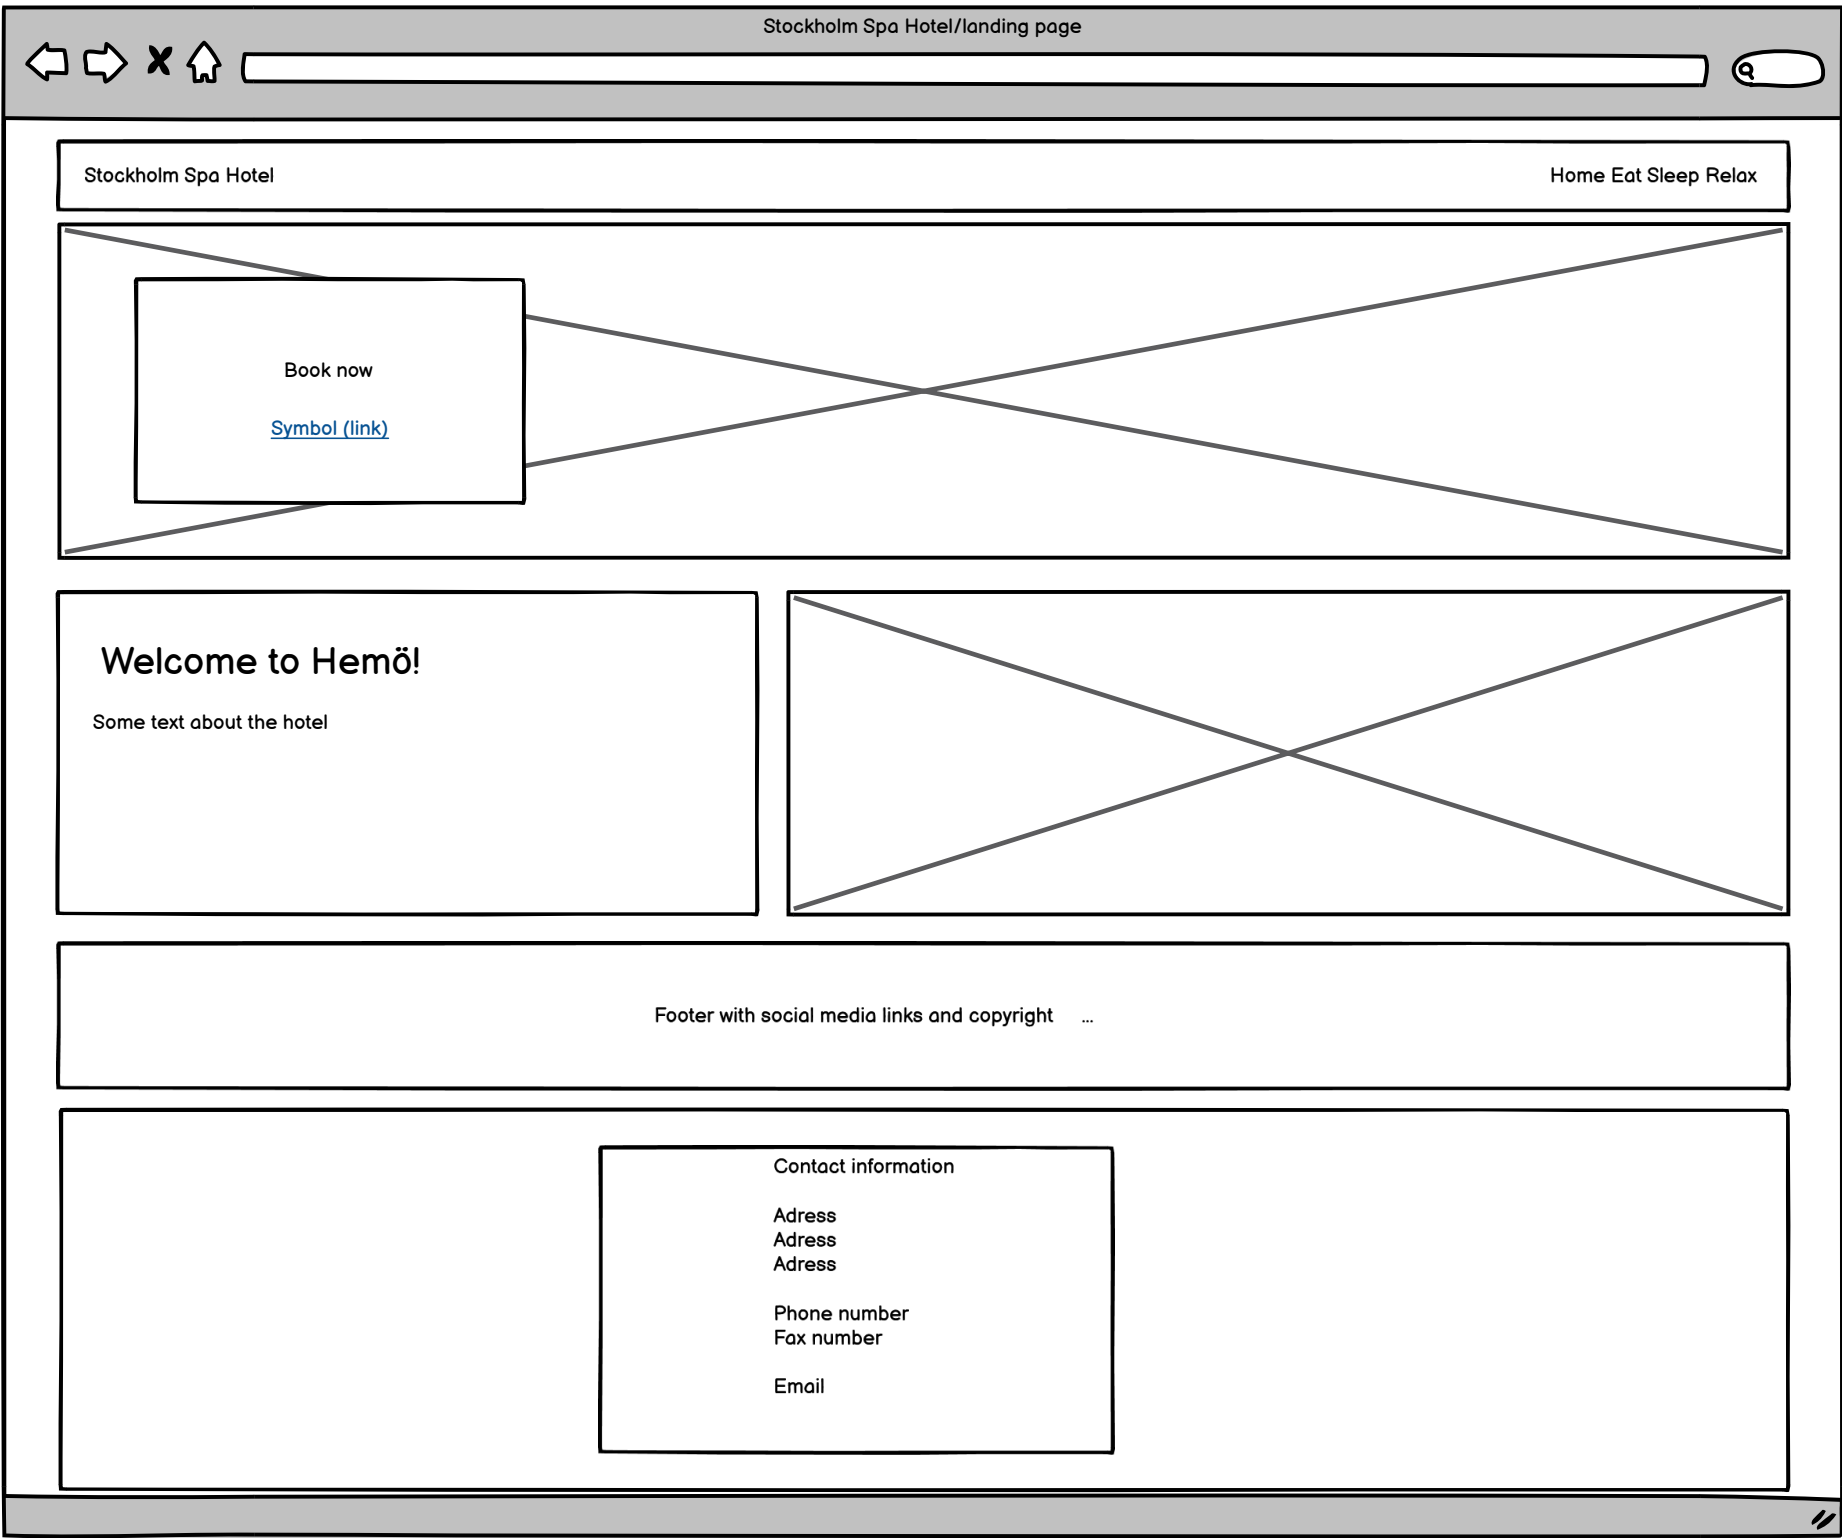 Stockholm Spa Hotel/landing page
Stockholm Spa Hotel
Home Eat Sleep Relax
Book now
Symbol (link)
Welcome to Hemö!
Some text about the hotel
Footer with social media links and copyright ...
Contact information
Adress
Adress
Adress
Phone number
Fax number
Email